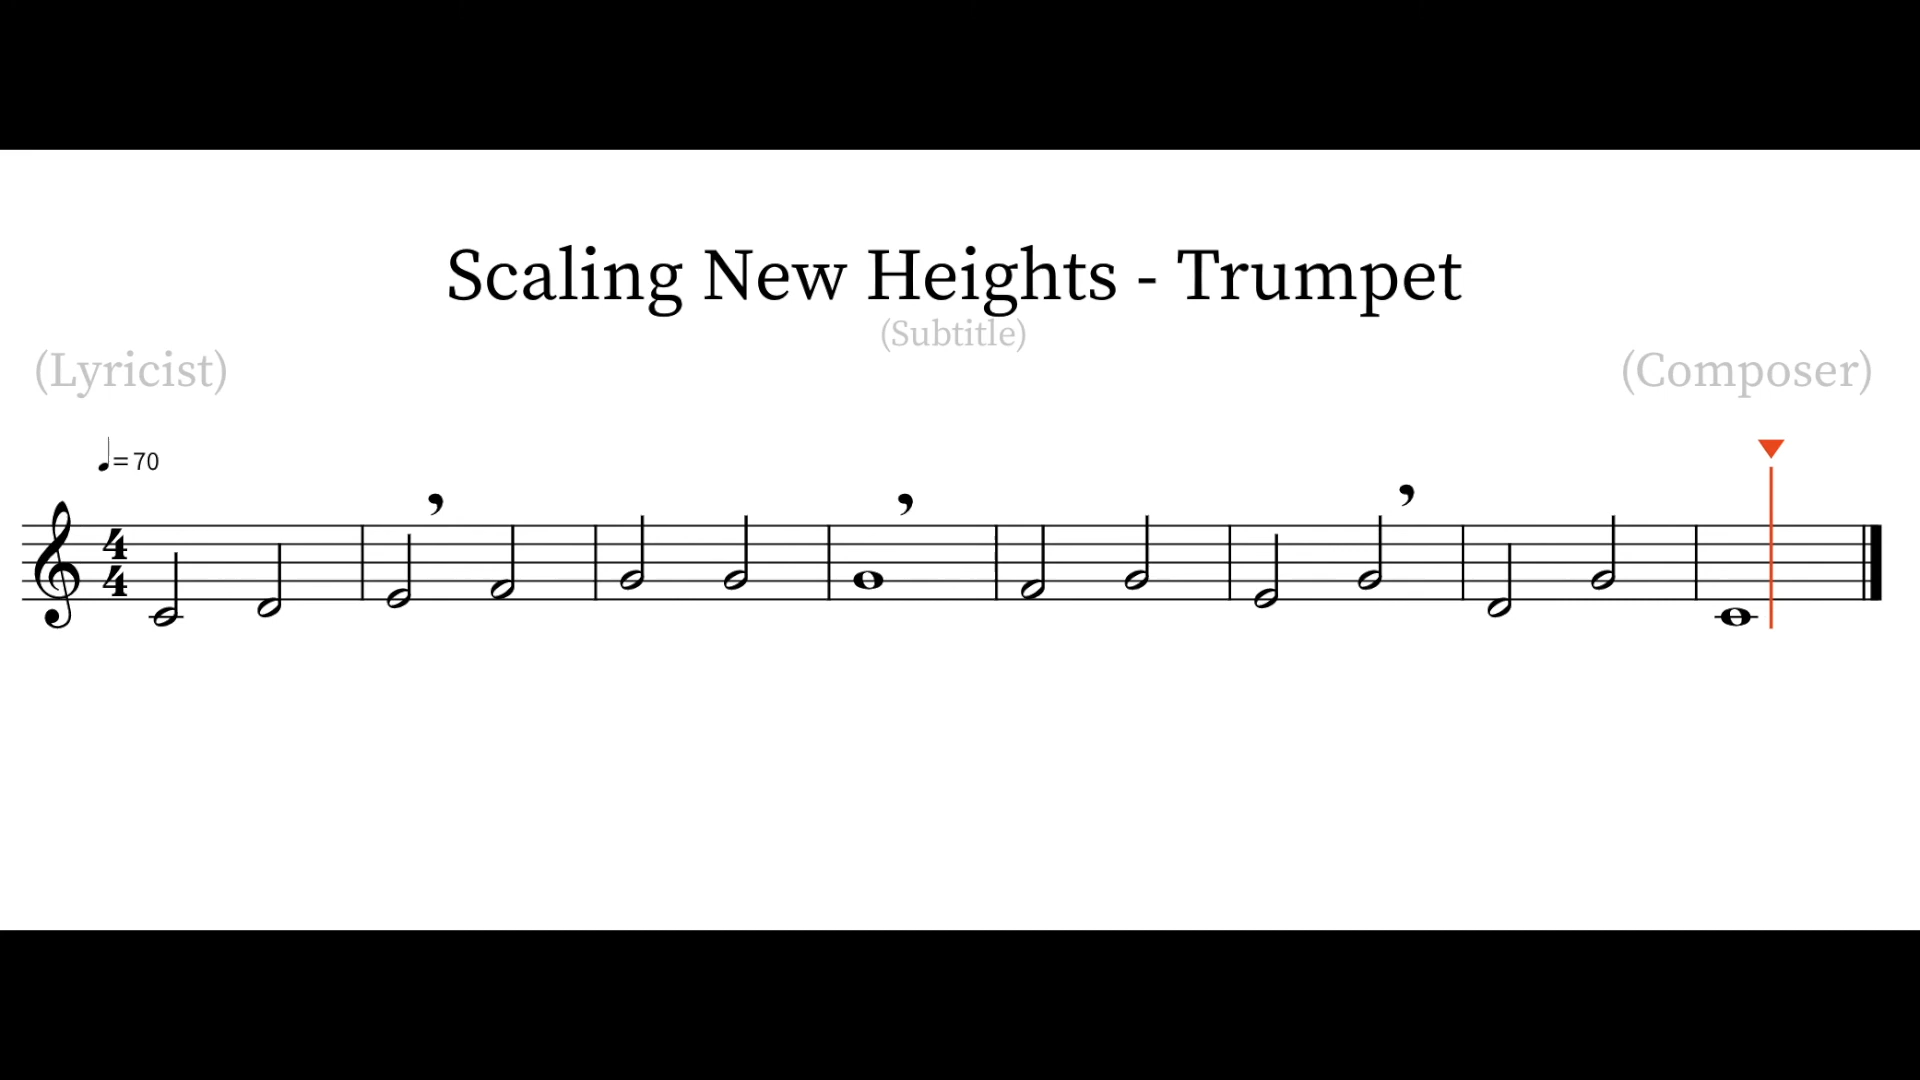 Scaling New Heights - Trumpet
(Subtitle)
(Lyricist)
(Composer)
♩= 70
4
4